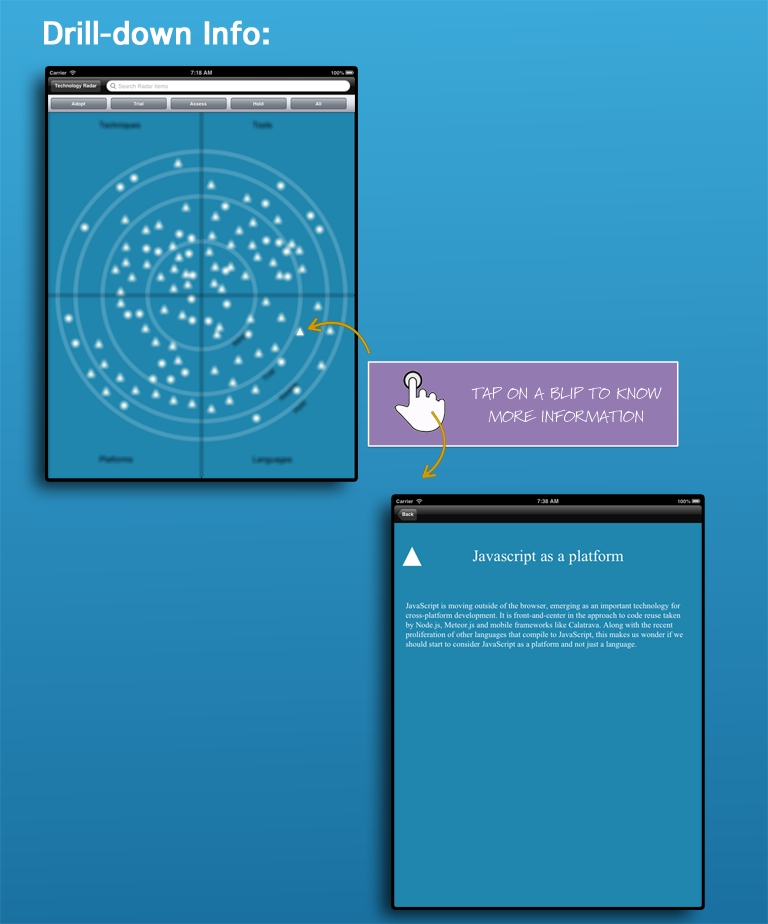 Drill-down Info:
Carrier 7:18 AM 100%
Technology Radar Search Radar Items
Adopt Trial Assess Hold All
Techniques Tools
Platforms Languages
TAP ON A BLIP TO KNOW
MORE INFORMATION
Carrier 7:38 AM 100%
Back
Javascript as a platform
JavaScript is moving outside of the browser, emerging as an important technology for
cross-platform development. It is front-and-center in the approach to code reuse taken
by Node.js, Meteor.js and mobile frameworks like Calatrava. Along with the recent
proliferation of other languages that compile to JavaScript, this makes us wonder if we
should start to consider JavaScript as a platform and not just a language.